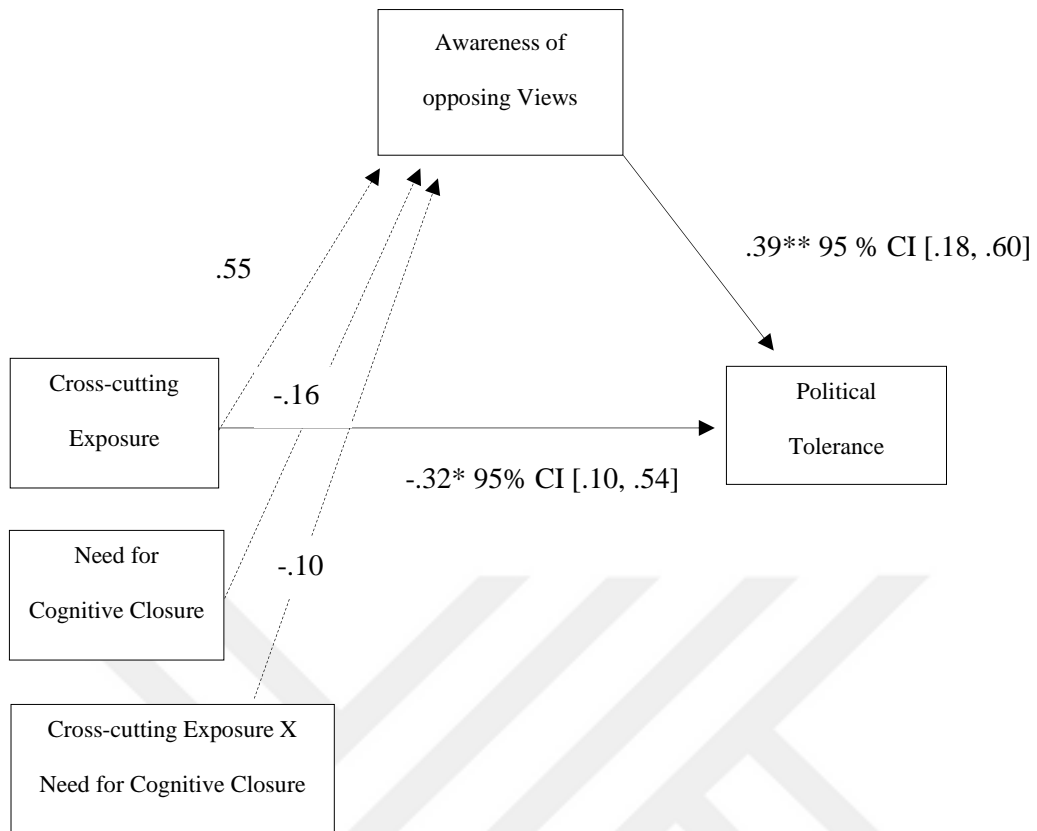 Awareness of
opposing Views
.39** 95 % CI [.18, .60]
.55
Cross-cutting
Exposure
-.16
Political
Tolerance
-.32* 95% CI [.10, .54]
Need for
Cognitive Closure
-.10
Cross-cutting Exposure X
Need for Cognitive Closure